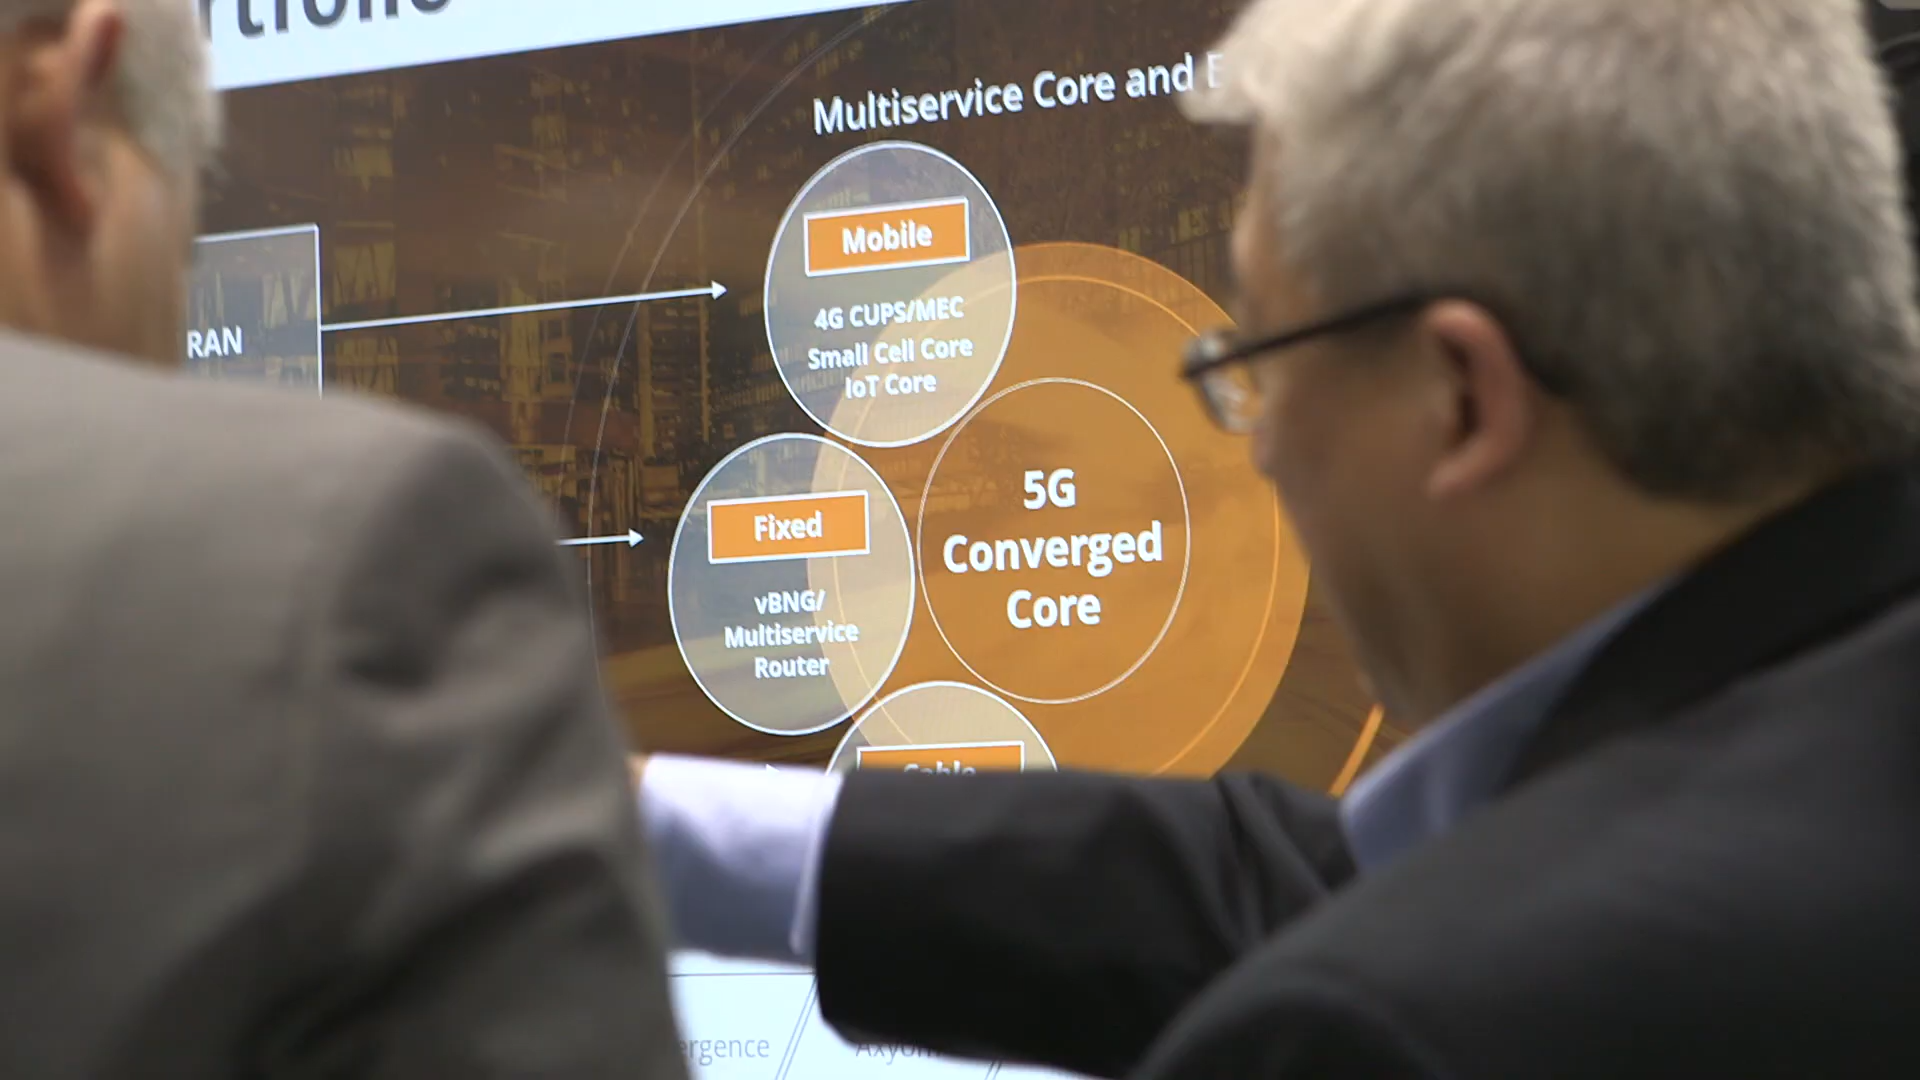 Multiservice Core and
Mobile
4G CUPS/MEC
Small Cell Core
IoT Core
RAN
5G
Converged
Core
Fixed
vBNG/
Multiservice
Router
Cable